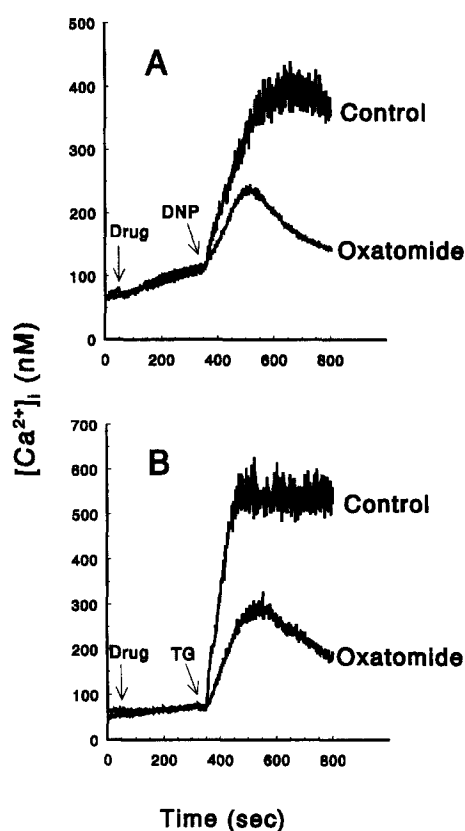 500
A
400
Control
300
DNP
200
Drug
Oxatomide
100
0
0 200 400 600 800
[Ca²⁺]ᵢ (nM)
700
B
600
Control
500
400
300
Drug
TG
200
Oxatomide
100
0
0 200 400 600 800
Time (sec)